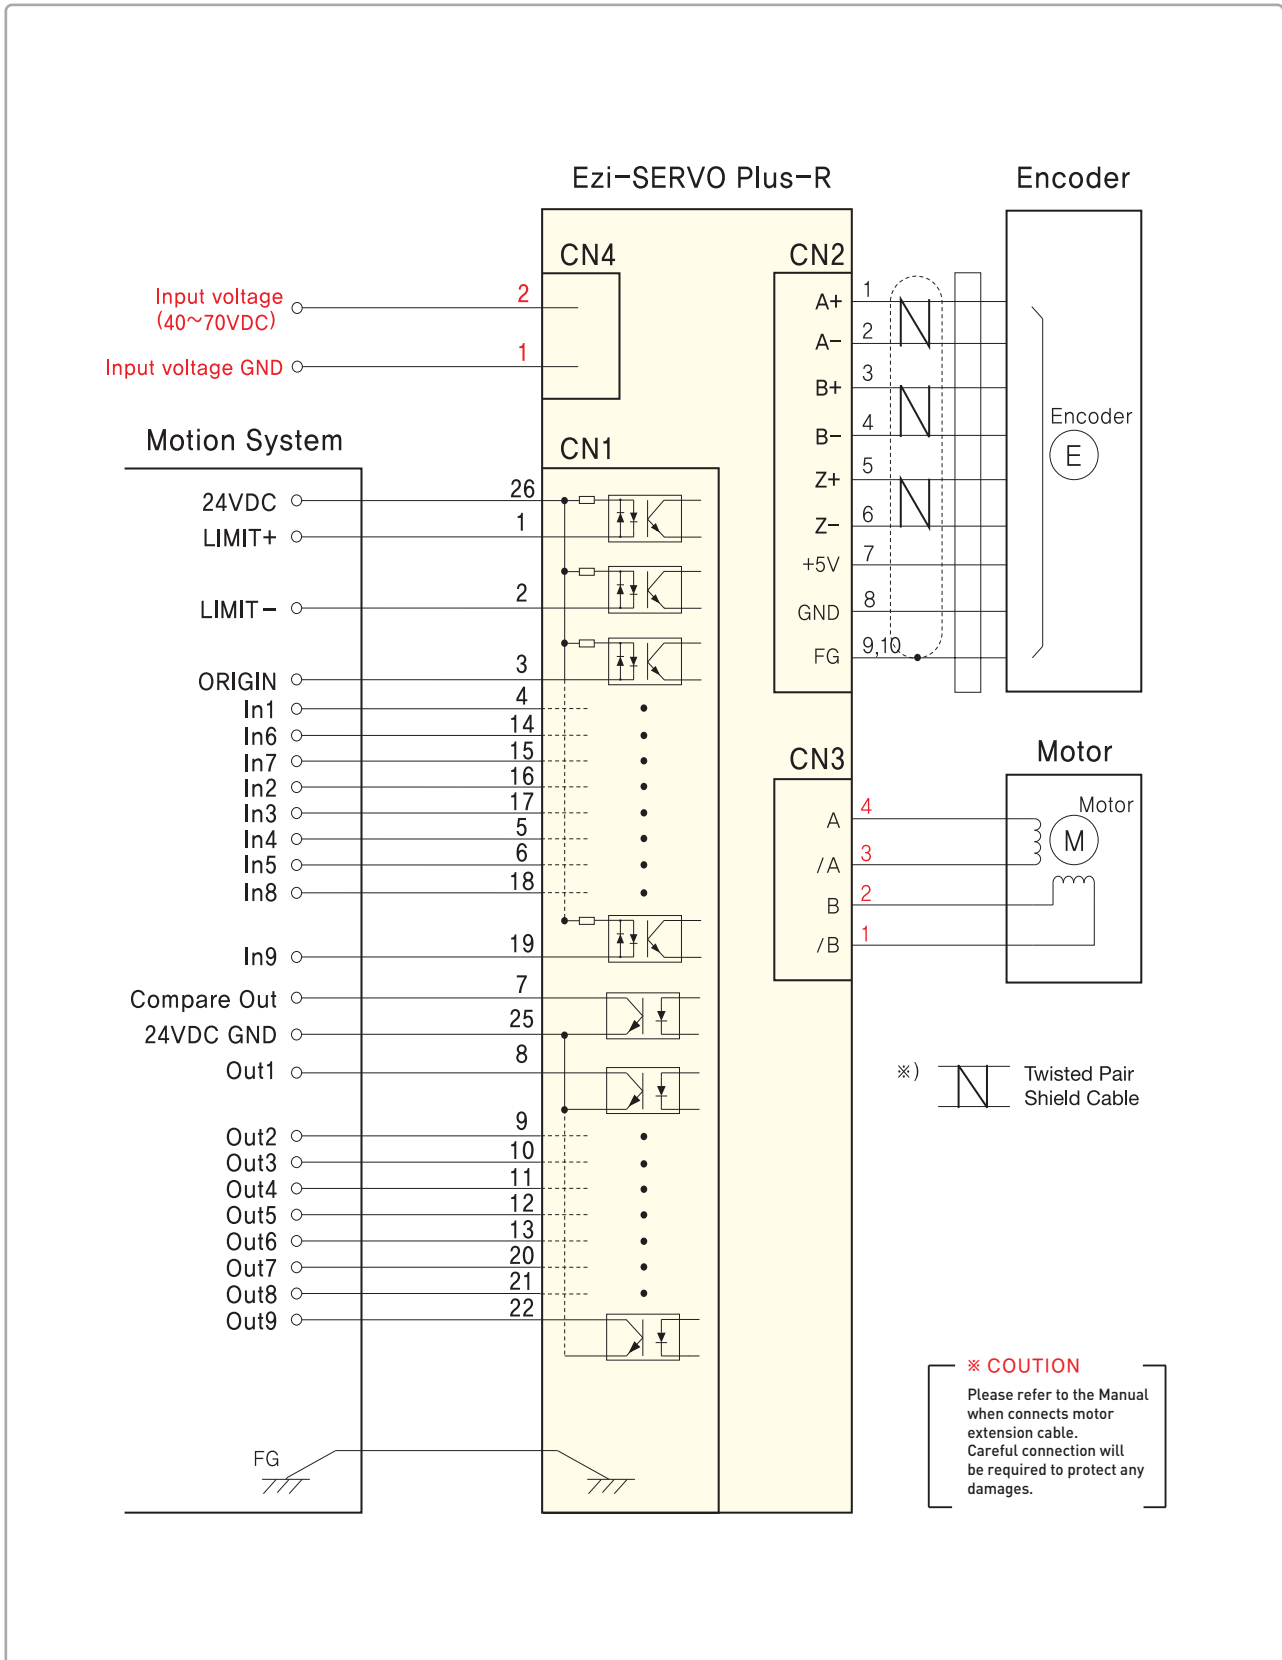 Ezi-SERVO Plus-R
Encoder
CN4
CN2
Input voltage
(40~70VDC)
2
Input voltage GND
1
A+
1
A-
2
B+
3
B-
4
Z+
5
Z-
6
+5V
7
GND
8
FG
9,10
Encoder
E
Motion System
CN1
24VDC
26
LIMIT+
1
LIMIT-
2
ORIGIN
3
In1
4
In6
14
In7
15
In2
16
In3
17
In4
5
In5
6
In8
18
In9
19
Compare Out
7
24VDC GND
25
Out1
8
Out2
9
Out3
10
Out4
11
Out5
12
Out6
13
Out7
20
Out8
21
Out9
22
FG
CN3
Motor
A
4
/A
3
B
2
/B
1
Motor
M
※)
Twisted Pair
Shield Cable
※ COUTION
Please refer to the Manual
when connects motor
extension cable.
Careful connection will
be required to protect any
damages.